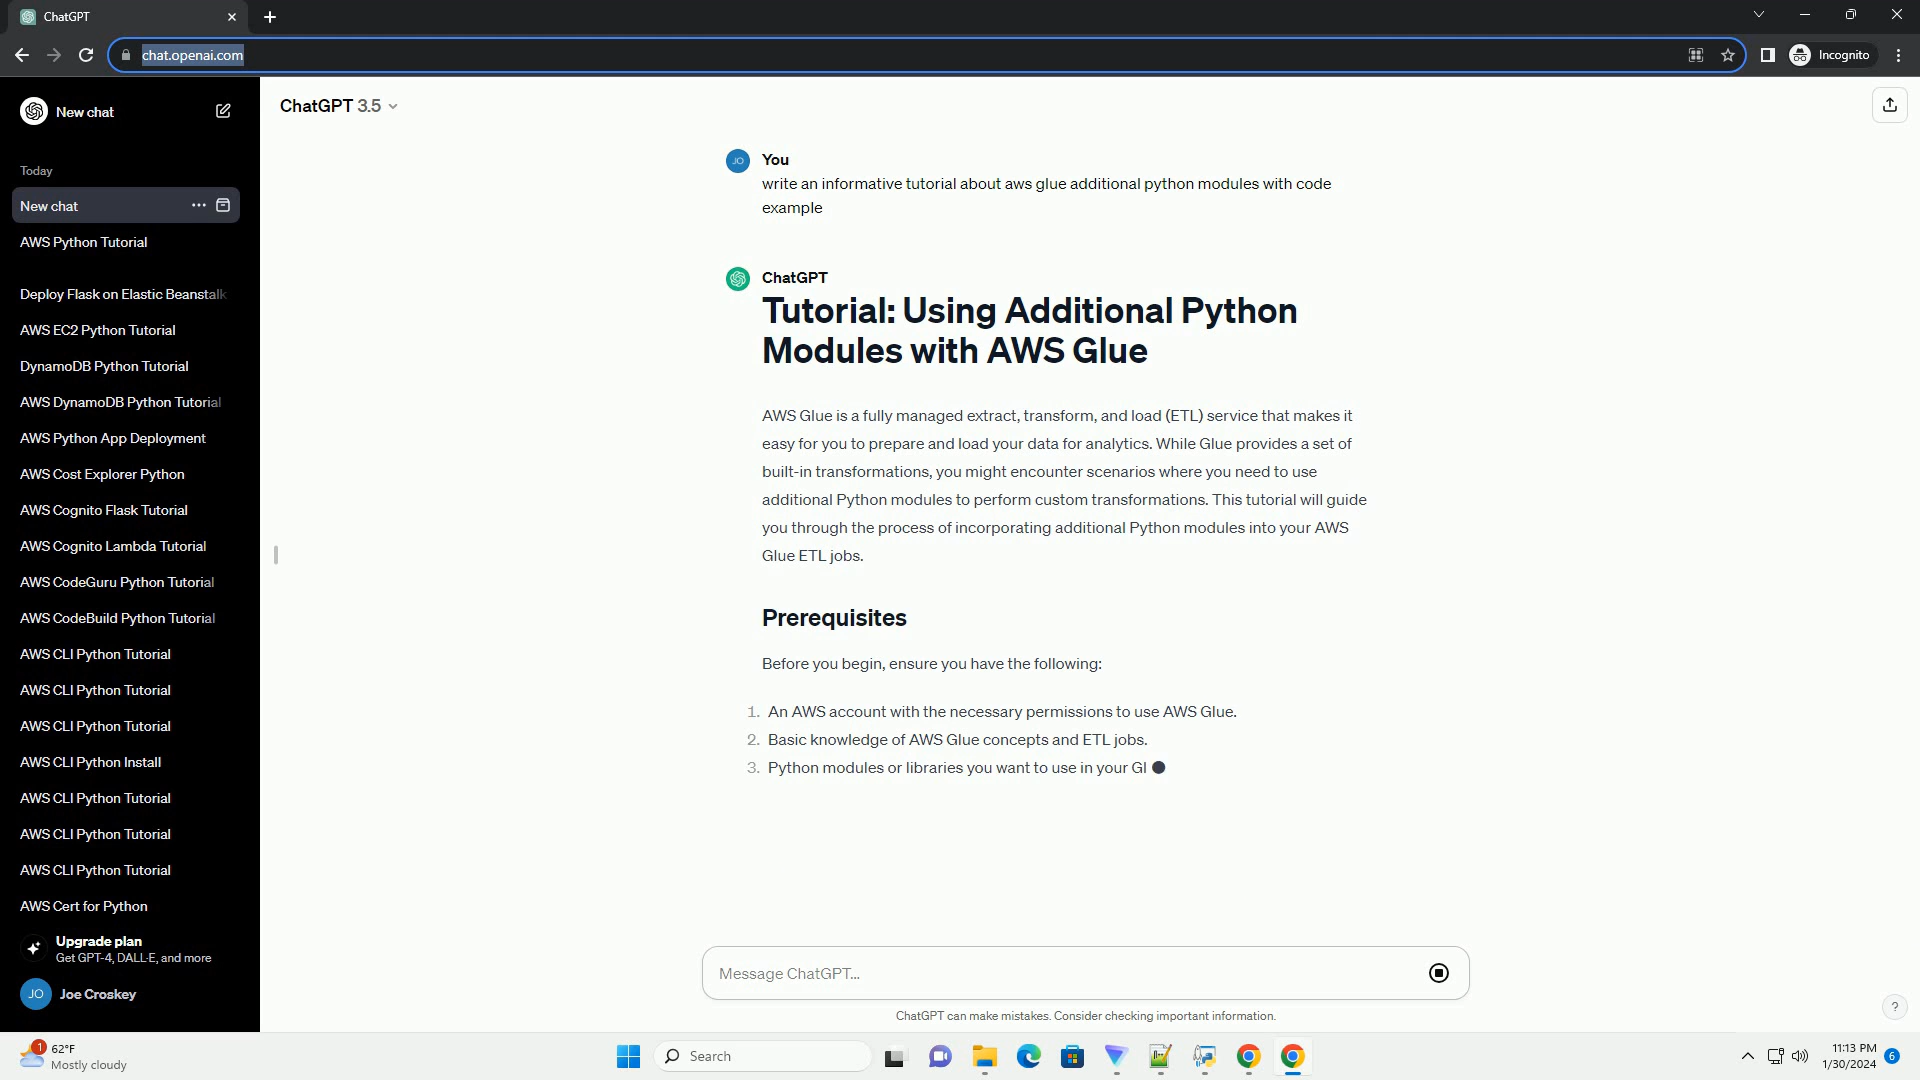 ChatGPT
chat.openai.com
Incognito
New chat
Today
New chat
AWS Python Tutorial
Deploy Flask on Elastic Beanstalk
AWS EC2 Python Tutorial
DynamoDB Python Tutorial
AWS DynamoDB Python Tutorial
AWS Python App Deployment
AWS Cost Explorer Python
AWS Cognito Flask Tutorial
AWS Cognito Lambda Tutorial
AWS CodeGuru Python Tutorial
AWS CodeBuild Python Tutorial
AWS CLI Python Tutorial
AWS CLI Python Tutorial
AWS CLI Python Tutorial
AWS CLI Python Install
AWS CLI Python Tutorial
AWS CLI Python Tutorial
AWS CLI Python Tutorial
AWS Cert for Python
Upgrade plan
Get GPT-4, DALL·E, and more
JO Joe Croskey
ChatGPT 3.5
JO You
write an informative tutorial about aws glue additional python modules with code
example
ChatGPT
Tutorial: Using Additional Python
Modules with AWS Glue
AWS Glue is a fully managed extract, transform, and load (ETL) service that makes it
easy for you to prepare and load your data for analytics. While Glue provides a set of
built-in transformations, you might encounter scenarios where you need to use
additional Python modules to perform custom transformations. This tutorial will guide
you through the process of incorporating additional Python modules into your AWS
Glue ETL jobs.
Prerequisites
Before you begin, ensure you have the following:
1. An AWS account with the necessary permissions to use AWS Glue.
2. Basic knowledge of AWS Glue concepts and ETL jobs.
3. Python modules or libraries you want to use in your Gl
Message ChatGPT...
ChatGPT can make mistakes. Consider checking important information.
?
1
62°F
Mostly cloudy
Search
11:13 PM
1/30/2024
6